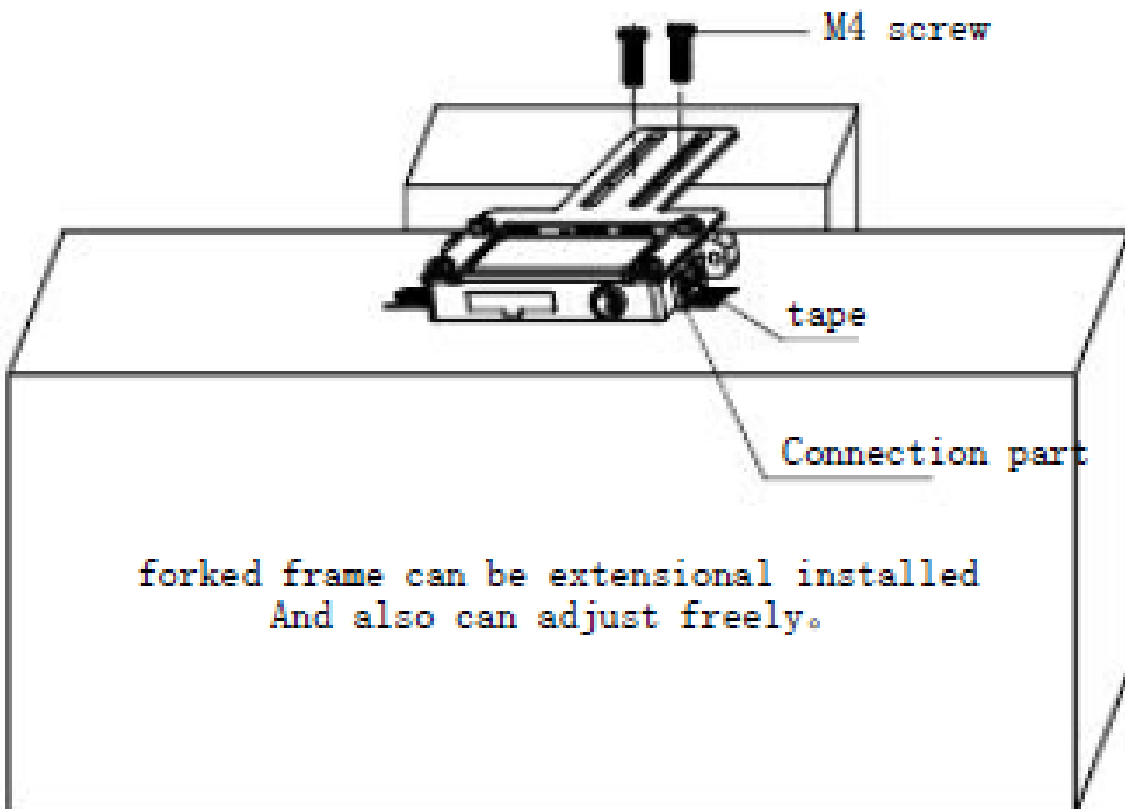 M4 screw
tape
Connection part
forked frame can be extensional installed
And also can adjust freely。